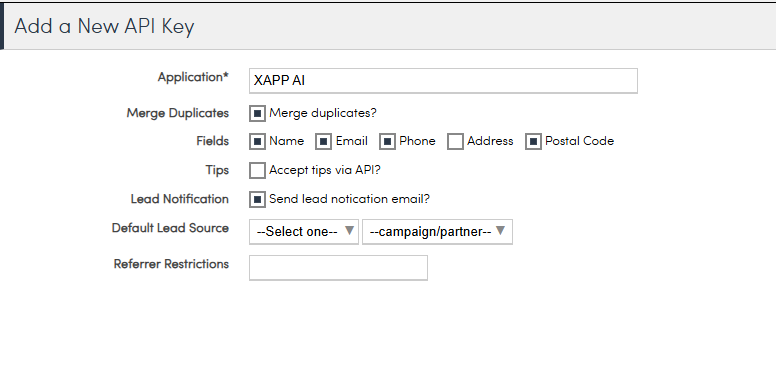 Add a New API Key
Application* XAPP AI
Merge Duplicates Merge duplicates?
Fields Name Email Phone Address Postal Code
Tips Accept tips via API?
Lead Notification Send lead notication email?
Default Lead Source --Select one-- --campaign/partner--
Referrer Restrictions